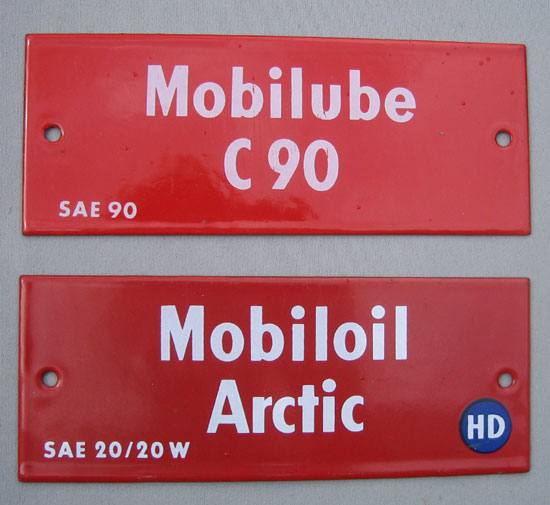 Mobilube
C 90
SAE 90
Mobiloil
Arctic
SAE 20/20 W
HD